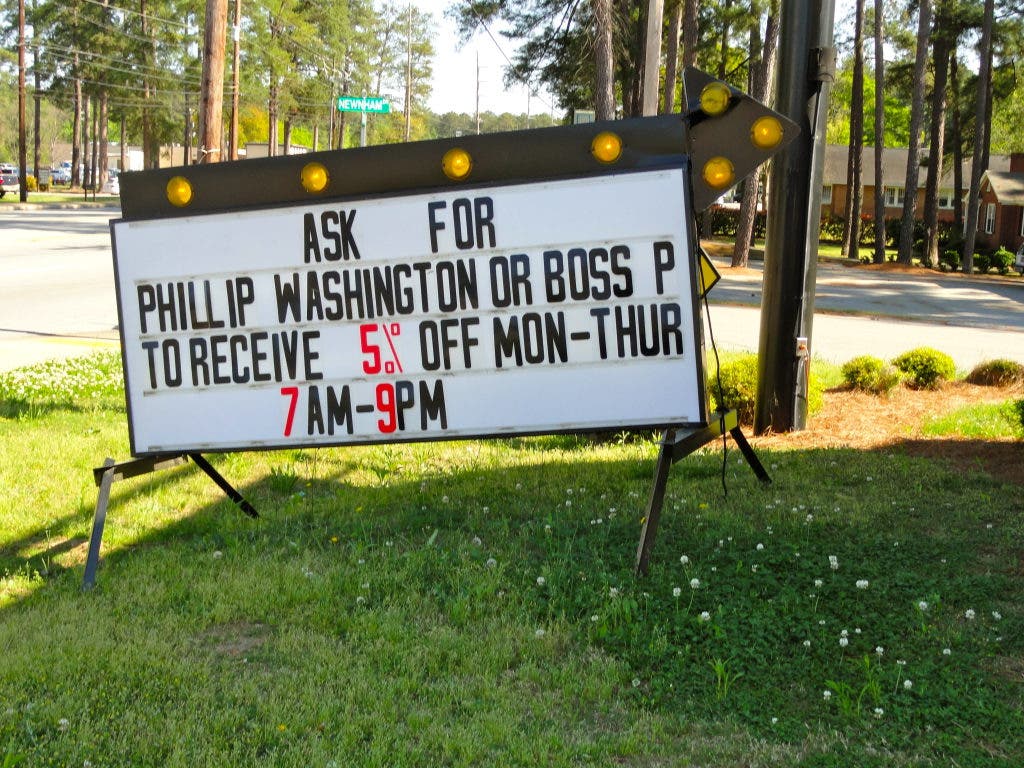 NEWNHAM
ASK FOR
PHILLIP WASHINGTON OR BOSS P
TO RECEIVE 5% OFF MON-THUR
7AM-9PM